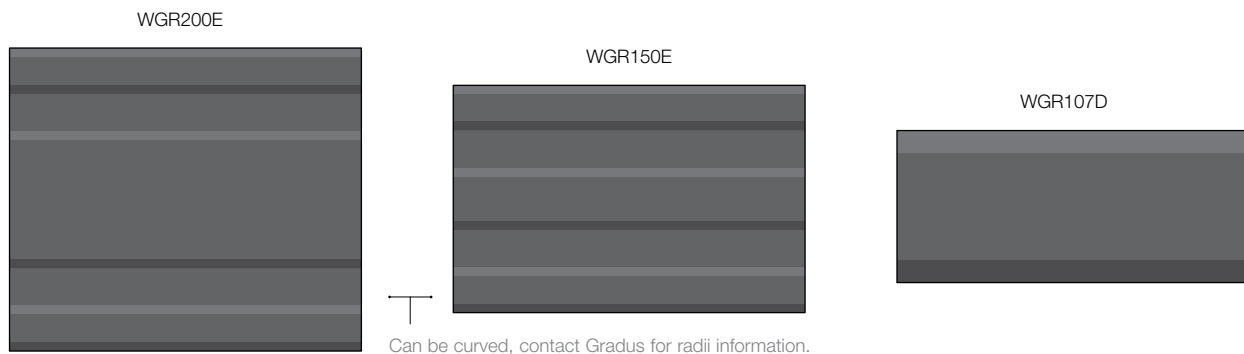 WGR200E
WGR150E
WGR107D
Can be curved, contact Gradus for radii information.